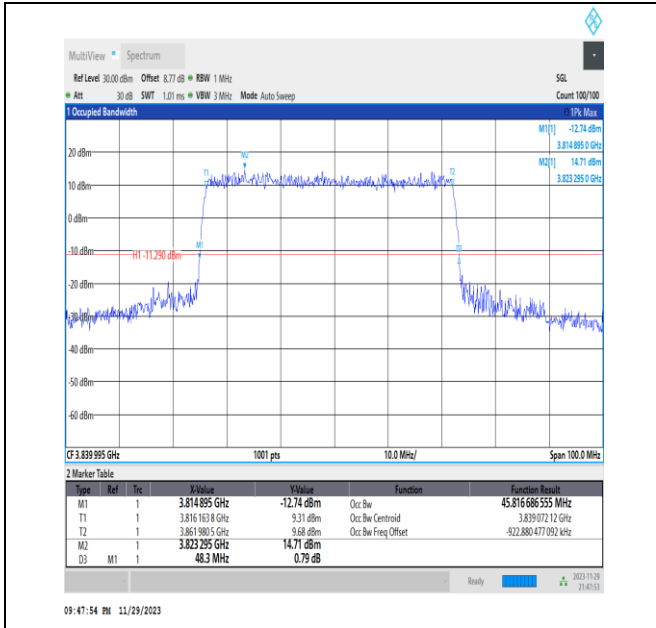 MultiView Spectrum
Ref Level 30.00 dBm Offset 8.77 dB RBW 1 MHz SGL
Att 30 dB SWT 1.01 ms VBW 3 MHz Mode Auto Sweep Count 100/100
1 Occupied Bandwidth 1Pk Max
M1[1] -12.74 dBm
3.814 895 0 GHz
M2[1] 14.71 dBm
3.823 295 0 GHz
20 dBm
M2
T1 T2
10 dBm
0 dBm
M1
-10 dBm
H1 -11.290 dBm
-20 dBm
-30 dBm
-40 dBm
-50 dBm
-60 dBm
CF 3.839 995 GHz 1001 pts 10.0 MHz/ Span 100.0 MHz
2 Marker Table
Type Ref Trc X-Value Y-Value Function Function Result
M1 1 3.814 895 GHz -12.74 dBm Occ Bw 45.816 686 555 MHz
T1 1 3.816 163 8 GHz 9.31 dBm Occ Bw Centroid 3.839 072 12 GHz
T2 1 3.861 980 5 GHz 9.68 dBm Occ Bw Freq Offset -922.880 477 092 kHz
M2 1 3.823 295 GHz 14.71 dBm
D3 M1 1 48.3 MHz 0.79 dB
Ready 2023-11-29
21:47:53
09:47:54 PM 11/29/2023